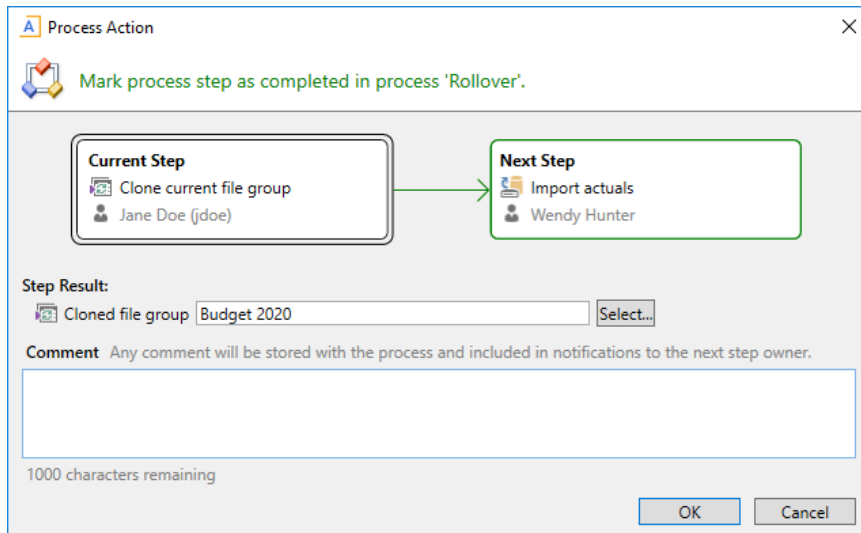 A Process Action
Mark process step as completed in process 'Rollover'.
Current Step
Clone current file group
Jane Doe (jdoe)
Next Step
Import actuals
Wendy Hunter
Step Result:
Cloned file group Budget 2020 Select...
Comment Any comment will be stored with the process and included in notifications to the next step owner.
1000 characters remaining
OK Cancel